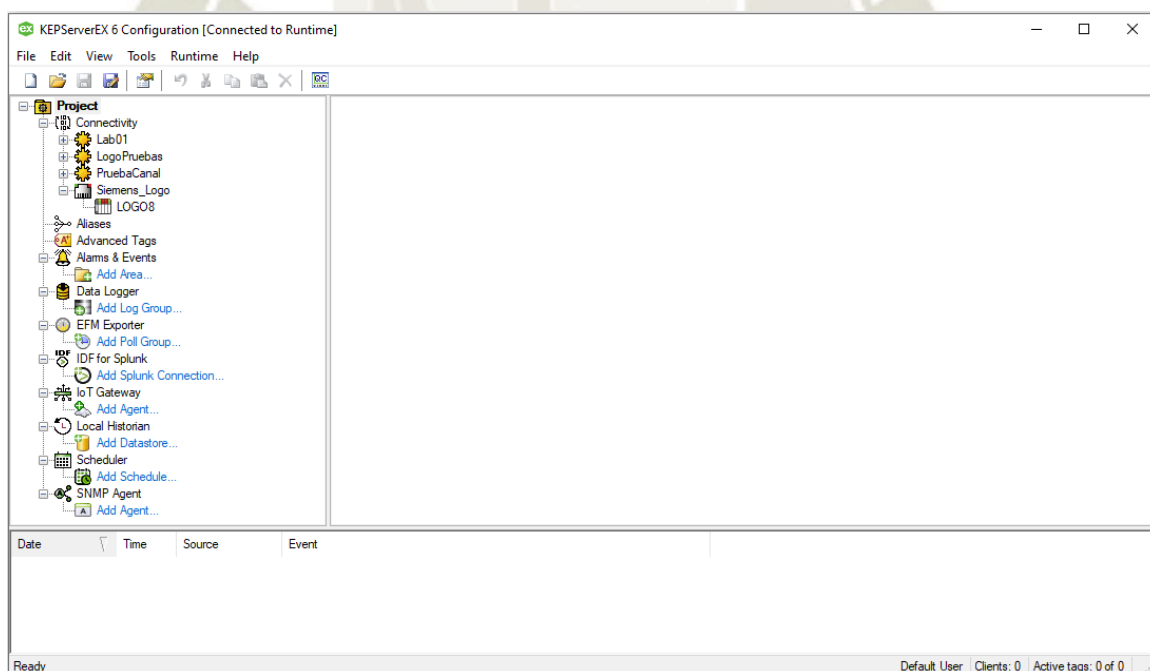 KEPServerEX 6 Configuration [Connected to Runtime]
File Edit View Tools Runtime Help
Project
Connectivity
Lab01
LogoPruebas
PruebaCanal
Siemens_Logo
LOGO8
Aliases
Advanced Tags
Alarms & Events
Add Area...
Data Logger
Add Log Group...
EFM Exporter
Add Poll Group...
IDF for Splunk
Add Splunk Connection...
IoT Gateway
Add Agent...
Local Historian
Add Datastore...
Scheduler
Add Schedule...
SNMP Agent
Add Agent...
Date Time Source Event
Ready Default User Clients: 0 Active tags: 0 of 0